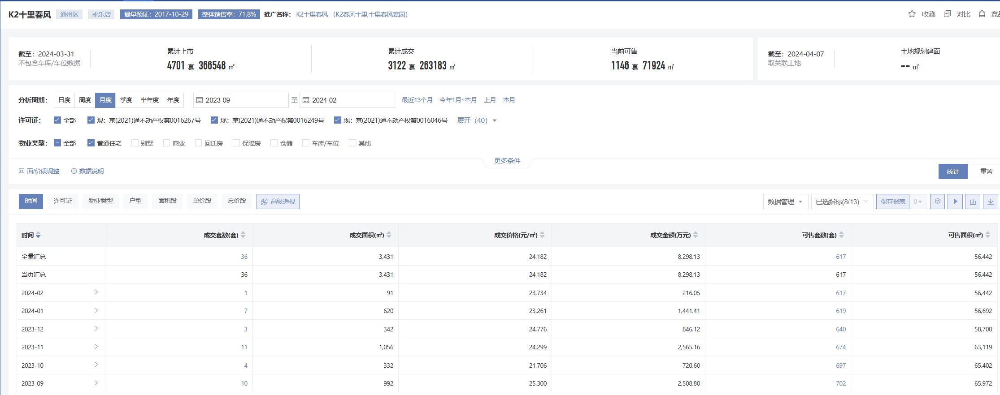 K2十里春风 通州区 永乐店 最早预证：2017-10-29 整体销售率：71.8% 推广名称： K2十里春风 （K2春风十里,十里春风嘉园） 收藏 对比
截至：2024-03-31
不包含车库/车位数据
累计上市
4701 套 366548 ㎡
累计成交
3122 套 263183 ㎡
当前可售
1146 套 71924 ㎡
截至：2024-04-07
取关联土地
土地规划建面
-- ㎡
分析周期： 日度 周度 月度 季度 半年度 年度 2023-09 至 2024-02 最近13个月 今年1月~本月 上月 本月
许可证： 全部 现：京(2021)通不动产权第0016267号 现：京(2021)通不动产权第0016249号 现：京(2021)通不动产权第0016046号 展开（40）
物业类型： 全部 普通住宅 别墅 商业 回迁房 保障房 仓储 车库/车位 其他
更多条件
面/价段调整 数据说明 统计 重置
时间 许可证 物业类型 户型 面积段 单价段 总价段 高级透视 数据管理 已选指标(8/13) 保存报表 0
时间 成交套数(套) 成交面积(㎡) 成交价格(元/㎡) 成交金额(万元) 可售套数(套) 可售面积(㎡)
全量汇总 36 3,431 24,182 8,298.13 617 56,442
当页汇总 36 3,431 24,182 8,298.13 617 56,442
2024-02 1 91 23,734 216.05 617 56,442
2024-01 7 620 23,261 1,441.41 619 56,692
2023-12 3 342 24,776 846.12 640 58,700
2023-11 11 1,056 24,299 2,565.16 674 63,119
2023-10 4 332 21,706 720.60 697 65,402
2023-09 10 992 25,300 2,508.80 702 65,972